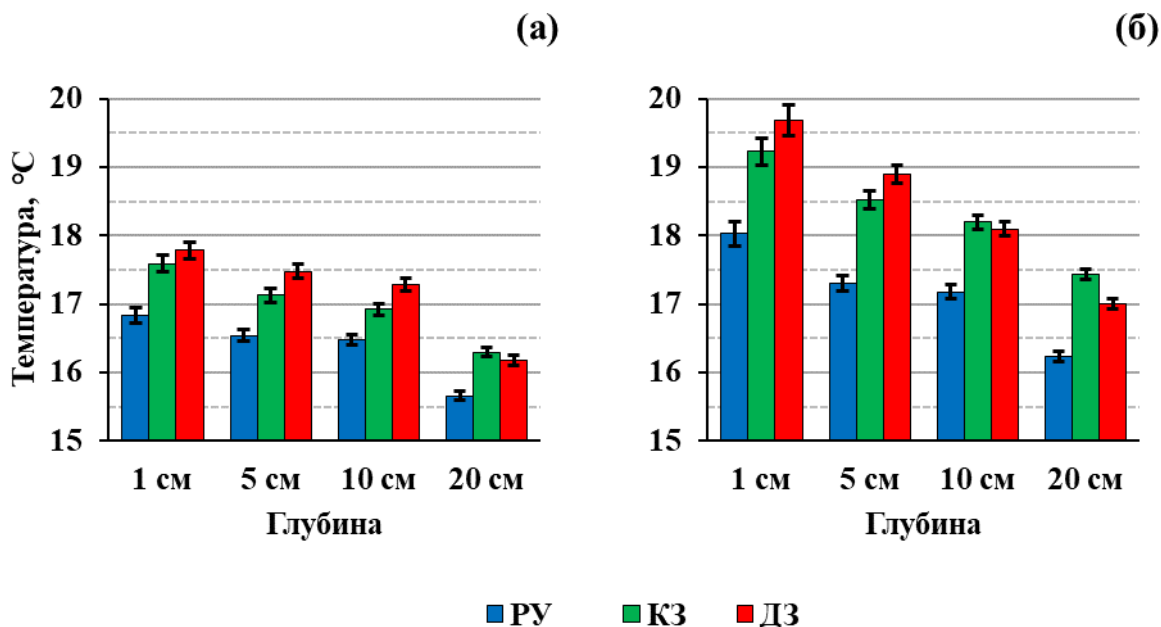 (а)
Температура, °С
20
19
18
17
16
15
1 см 5 см 10 см 20 см
Глубина
(б)
20
19
18
17
16
15
1 см 5 см 10 см 20 см
Глубина
РУ КЗ ДЗ